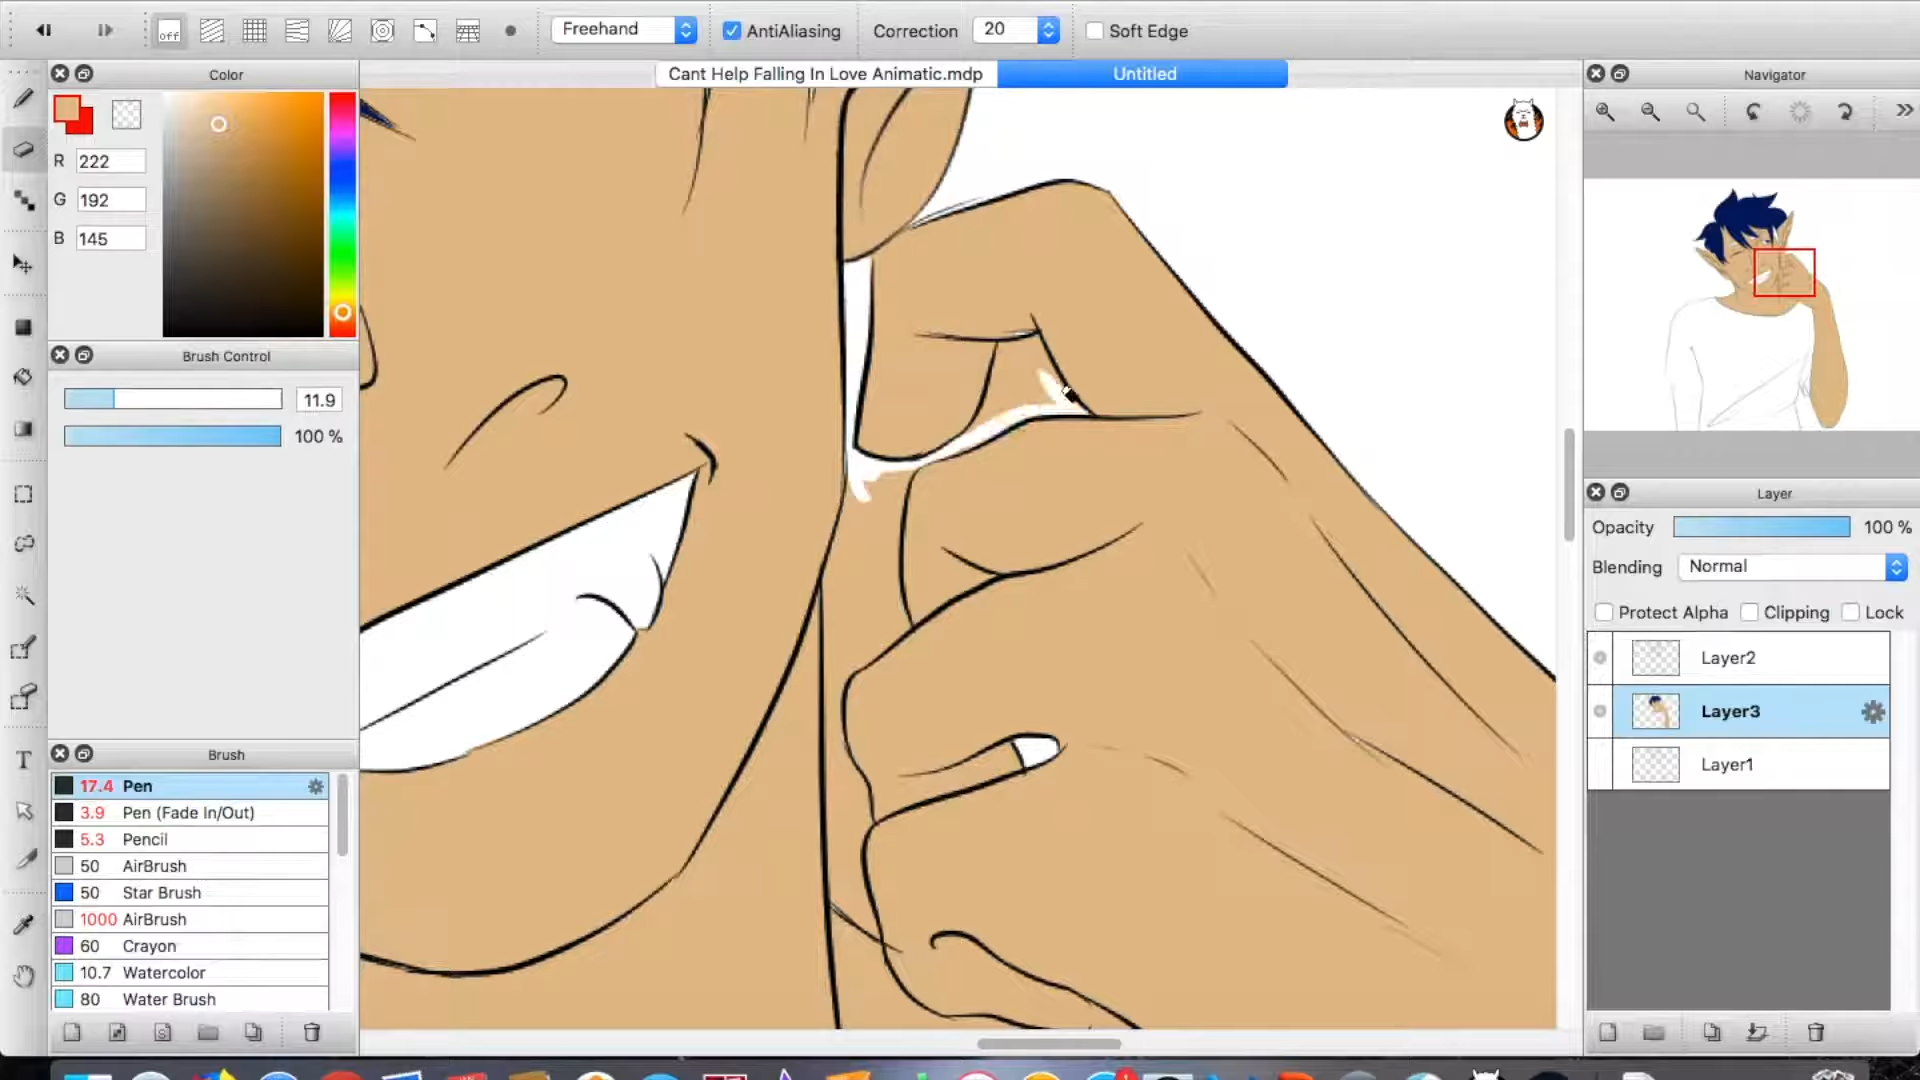 off
Freehand
AntiAliasing
Correction
20
Soft Edge
Color
Cant Help Falling In Love Animatic.mdp
Untitled
Navigator
R 222
G 192
B 145
Brush Control
11.9
100 %
Brush
17.4 Pen
3.9 Pen (Fade In/Out)
5.3 Pencil
50 AirBrush
50 Star Brush
1000 AirBrush
60 Crayon
10.7 Watercolor
80 Water Brush
T
S
Layer
Opacity
100 %
Blending
Normal
Protect Alpha
Clipping
Lock
Layer2
Layer3
Layer1